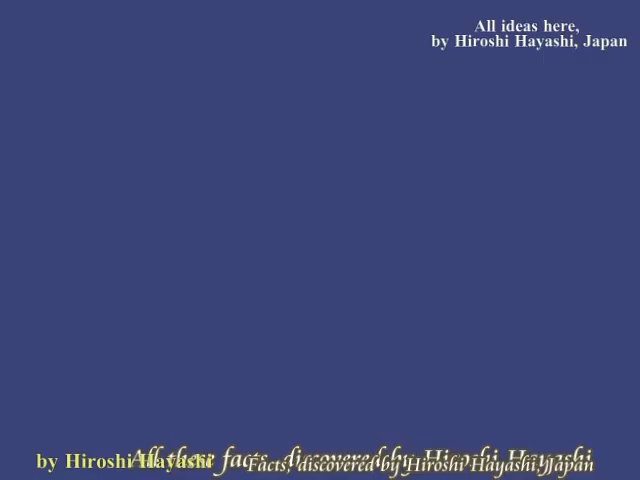 All ideas here,
by Hiroshi Hayashi, Japan
by Hiroshi Hayashi
All these facts, discovered by Hiroshi Hayashi
Facts, discovered by Hiroshi Hayashi, Japan